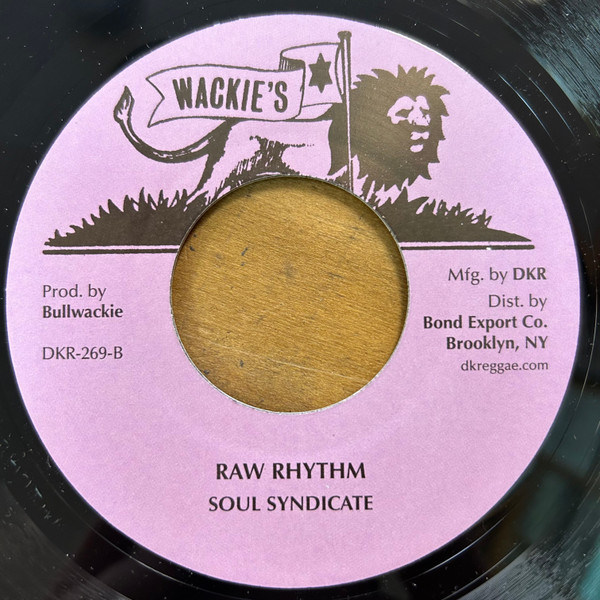 WACKIE'S
Prod. by
Bullwackie
DKR-269-B
Mfg. by DKR
Dist. by
Bond Export Co.
Brooklyn, NY
dkreggae.com
RAW RHYTHM
SOUL SYNDICATE